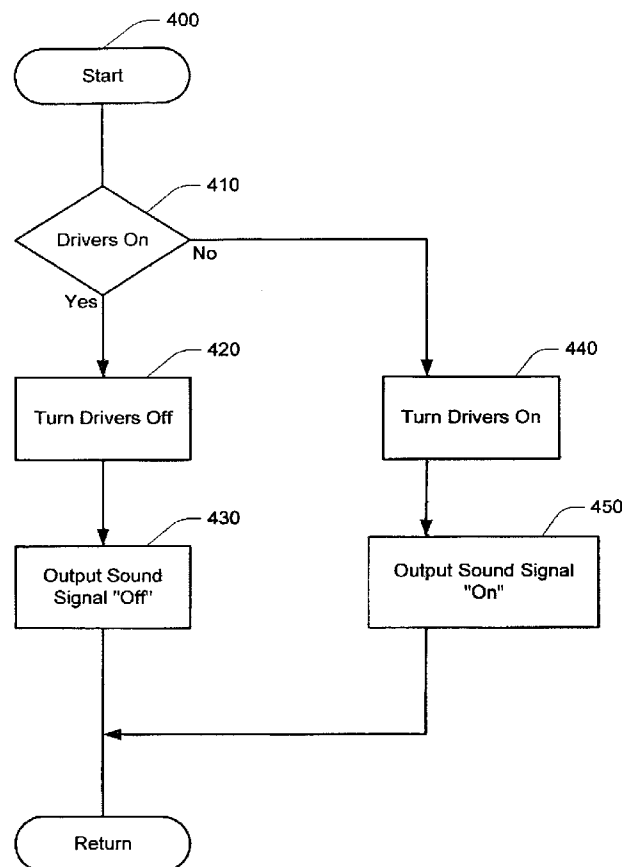 400
Start
410
Drivers On
No
Yes
420
440
Turn Drivers Off
Turn Drivers On
430
450
Output Sound
Signal "Off"
Output Sound Signal
"On"
Return